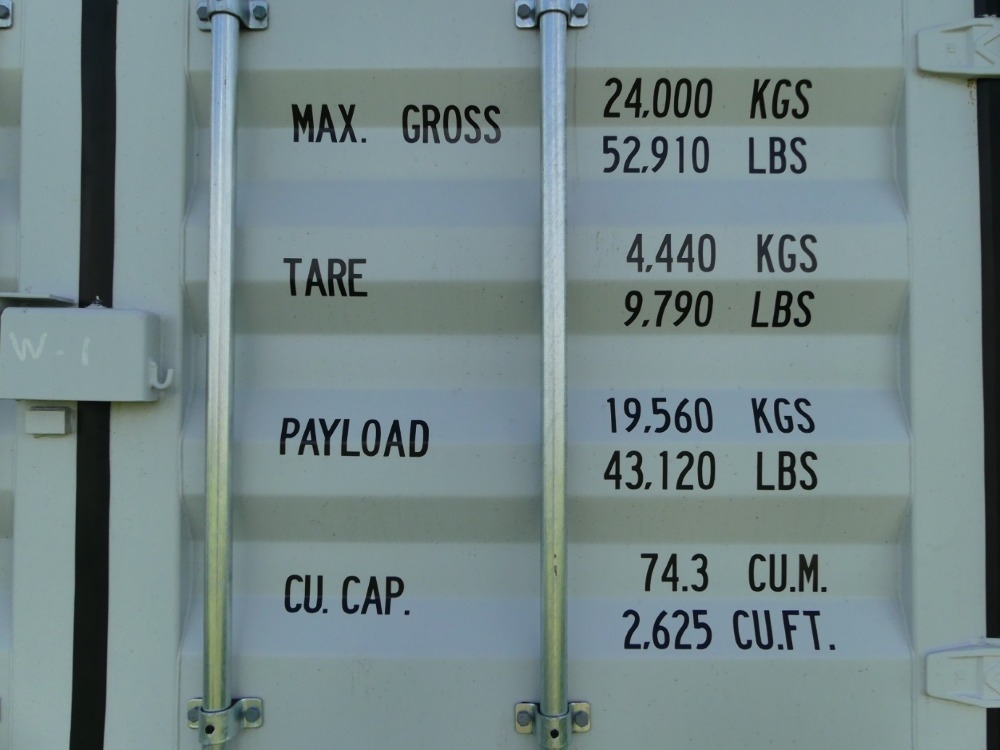 MAX. GROSS 24,000 KGS
52,910 LBS
TARE 4,440 KGS
9,790 LBS
W-1
PAYLOAD 19,560 KGS
43,120 LBS
CU. CAP. 74.3 CU.M.
2,625 CU.FT.